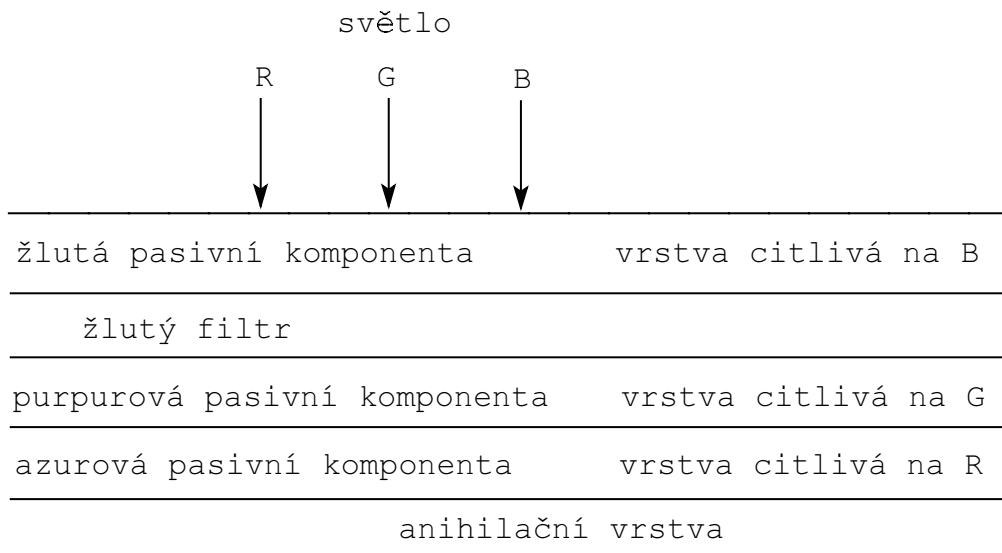 světlo
R G B
žlutá pasivní komponenta vrstva citlivá na B
žlutý filtr
purpurová pasivní komponenta vrstva citlivá na G
azurová pasivní komponenta vrstva citlivá na R
anihilační vrstva